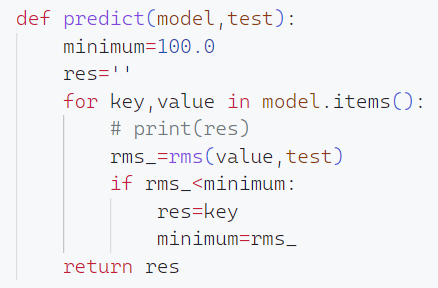 def predict(model,test):
    minimum=100.0
    res=''
    for key,value in model.items():
        # print(res)
        rms_=rms(value,test)
        if rms_<minimum:
            res=key
            minimum=rms_
    return res